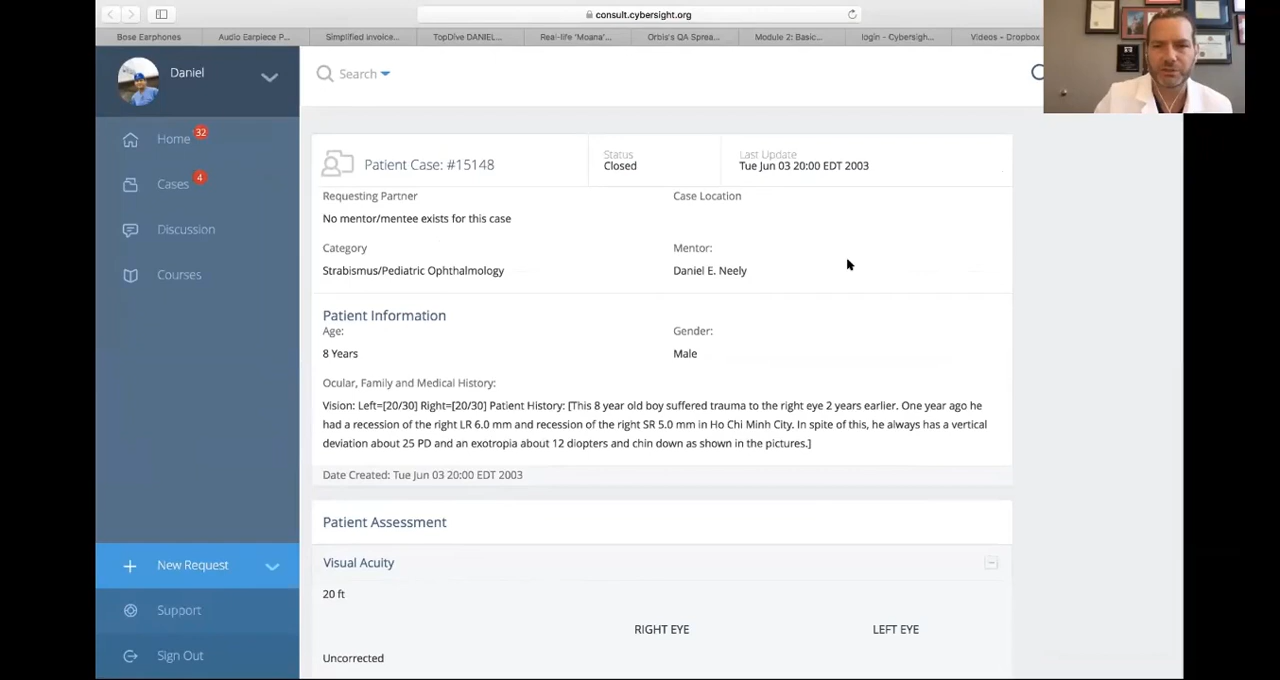 consult.cybersight.org
Bose Earphones
Audio Earpiece P...
Simplified Invoice...
TopDive DANIEL...
Real-life 'Moana'...
Orbis's QA Sprea...
Module 2: Basic...
login - Cybersigh...
Videos - Dropbox
Daniel
Search
Home 32
Cases 4
Discussion
Courses
Patient Case: #15148
Status
Closed
Last Update
Tue Jun 03 20:00 EDT 2003
Requesting Partner
Case Location
No mentor/mentee exists for this case
Category
Mentor:
Strabismus/Pediatric Ophthalmology
Daniel E. Neely
Patient Information
Age:
Gender:
8 Years
Male
Ocular, Family and Medical History:
Vision: Left=[20/30] Right=[20/30] Patient History: [This 8 year old boy suffered trauma to the right eye 2 years earlier. One year ago he
had a recession of the right LR 6.0 mm and recession of the right SR 5.0 mm in Ho Chi Minh City. In spite of this, he always has a vertical
deviation about 25 PD and an exotropia about 12 diopters and chin down as shown in the pictures.]
Date Created: Tue Jun 03 20:00 EDT 2003
Patient Assessment
Visual Acuity
20 ft
RIGHT EYE
LEFT EYE
Uncorrected
New Request
Support
Sign Out